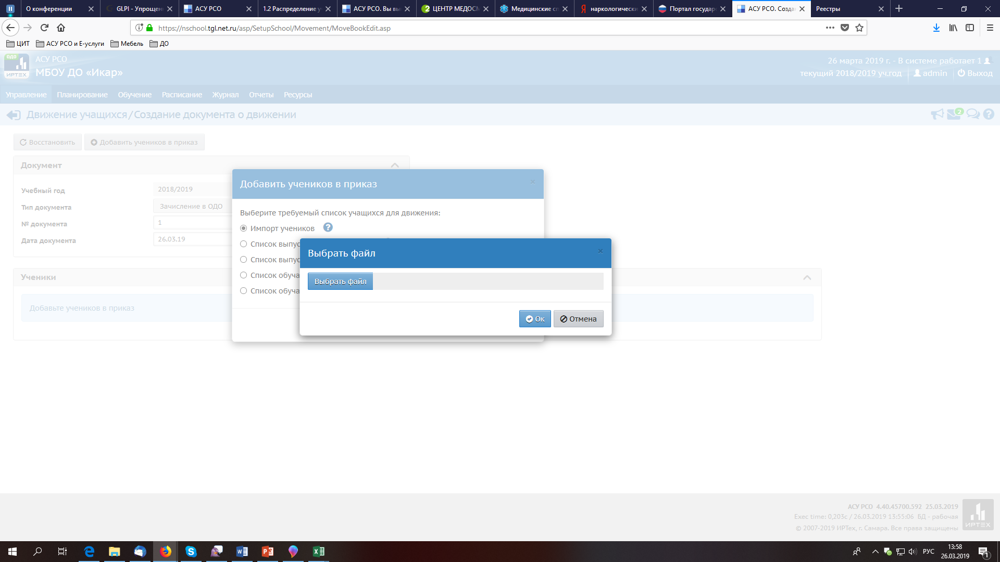 О конференции
GLPI - Упрощен
АСУ РСО
1.2 Распределение у
АСУ РСО. Вы вы
ЦЕНТР МЕДОСМ
Медицинские сп
наркологически
Портал государс
АСУ РСО. Созда
Реестры
https://nschool.tgl.net.ru/asp/SetupSchool/Movement/MoveBookEdit.asp
ЦИТ
АСУ РСО и Е-услуги
Мебель
ДО
ОДО
ИРТЕХ
АСУ РСО
МБОУ ДО «Икар»
26 марта 2019 г. - В системе работает 1
текущий 2018/2019 уч.год
admin
Выход
Управление
Планирование
Обучение
Расписание
Журнал
Отчеты
Ресурсы
Движение учащихся/Создание документа о движении
2
Восстановить
Добавить учеников в приказ
Документ
Учебный год
2018/2019
Тип документа
Зачисление в ОДО
№ документа
1
Дата документа
26.03.19
Ученики
Добавьте учеников в приказ
Добавить учеников в приказ
Выберите требуемый список учащихся для движения:
Импорт учеников
Список выпус
Список выпус
Список обуча
Список обуча
Выбрать файл
Выбрать файл
Ок
Отмена
АСУ РСО 4.40.45700.592 25.03.2019
Exec time: 0,203с / 26.03.2019 13:55:06 БД - рабочая
© 2007-2019 ИРТех, г. Самара. Все права защищены
ИРТЕХ
РУС
13:58
26.03.2019
1